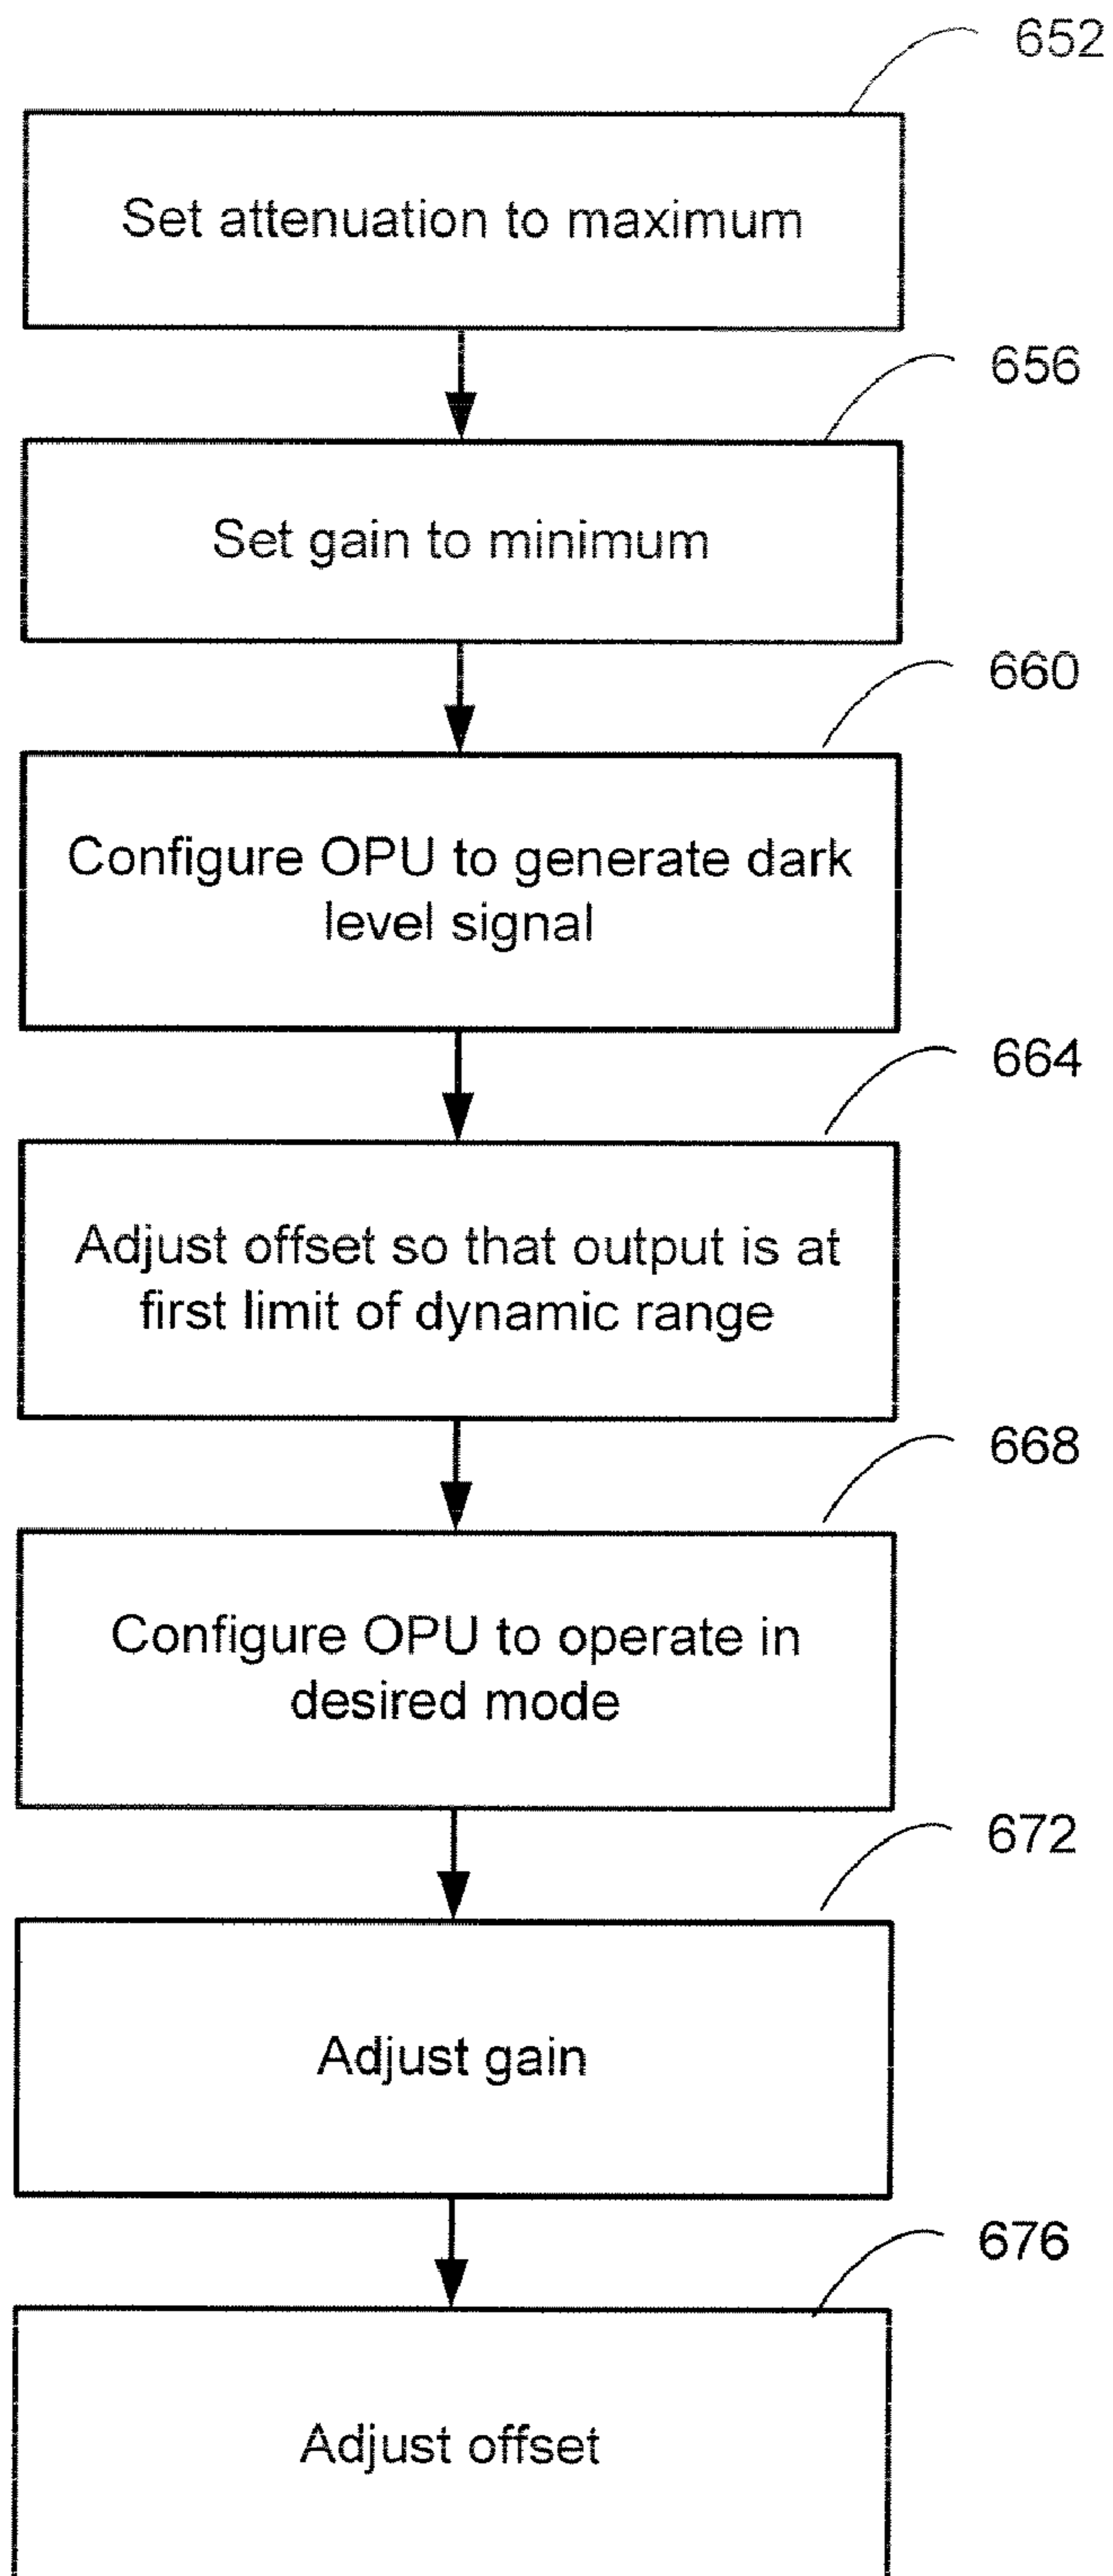 652
Set attenuation to maximum
656
Set gain to minimum
660
Configure OPU to generate dark
level signal
664
Adjust offset so that output is at
first limit of dynamic range
668
Configure OPU to operate in
desired mode
672
Adjust gain
676
Adjust offset